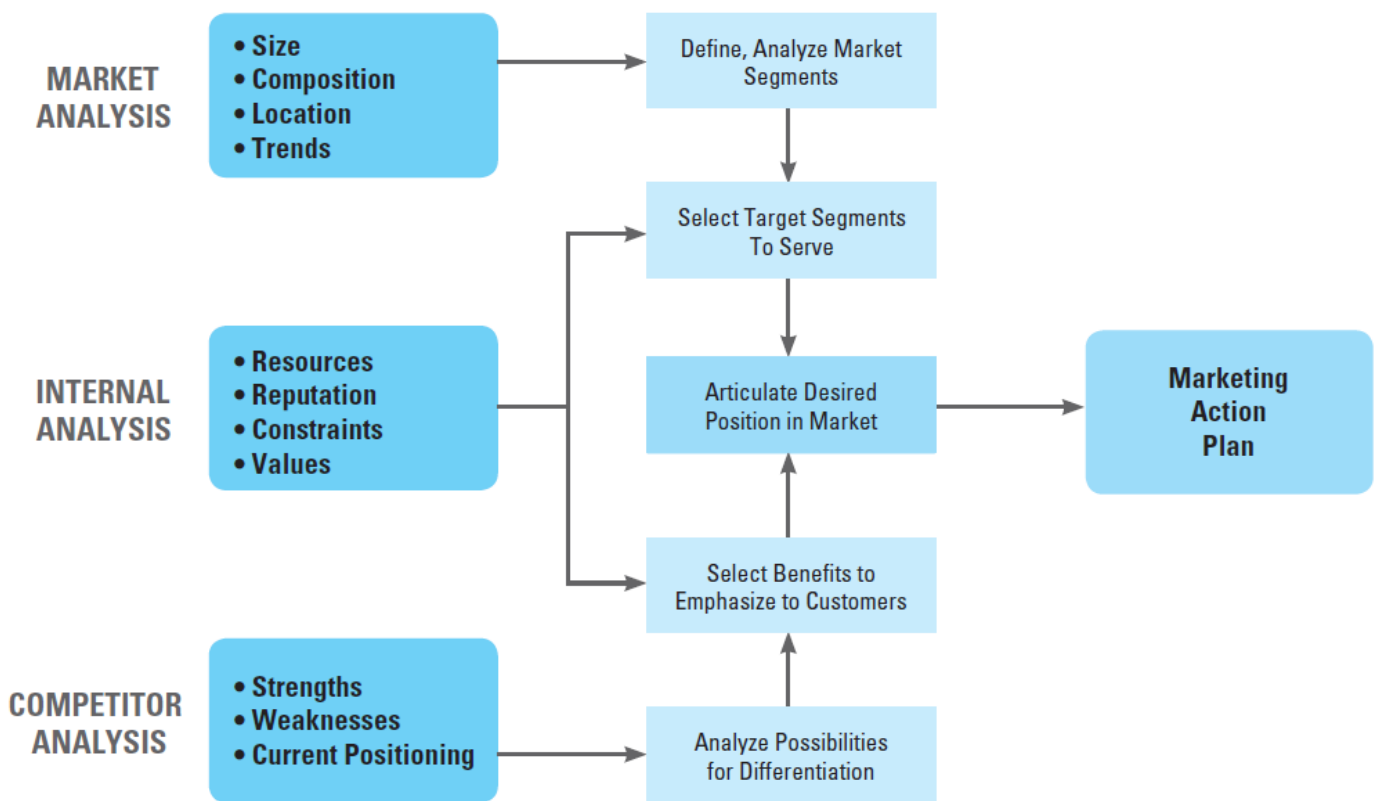 MARKET
ANALYSIS
• Size
• Composition
• Location
• Trends
Define, Analyze Market
Segments
Select Target Segments
To Serve
INTERNAL
ANALYSIS
• Resources
• Reputation
• Constraints
• Values
Articulate Desired
Position in Market
Marketing
Action
Plan
Select Benefits to
Emphasize to Customers
COMPETITOR
ANALYSIS
• Strengths
• Weaknesses
• Current Positioning
Analyze Possibilities
for Differentiation